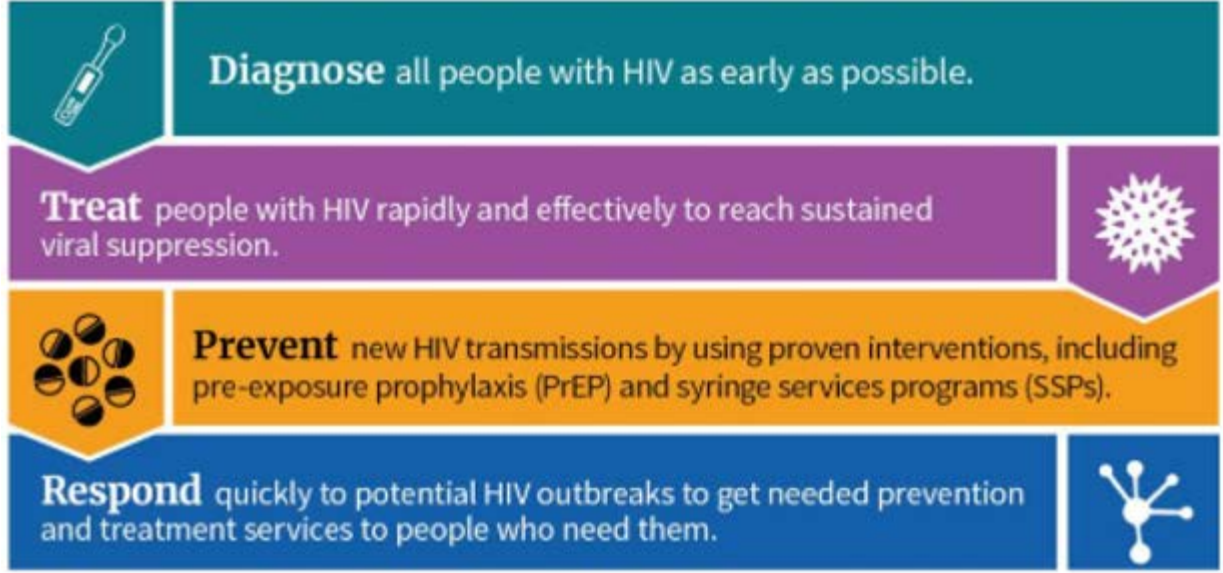 Diagnose all people with HIV as early as possible.
Treat people with HIV rapidly and effectively to reach sustained
viral suppression.
Prevent new HIV transmissions by using proven interventions, including
pre-exposure prophylaxis (PrEP) and syringe services programs (SSPs).
Respond quickly to potential HIV outbreaks to get needed prevention
and treatment services to people who need them.